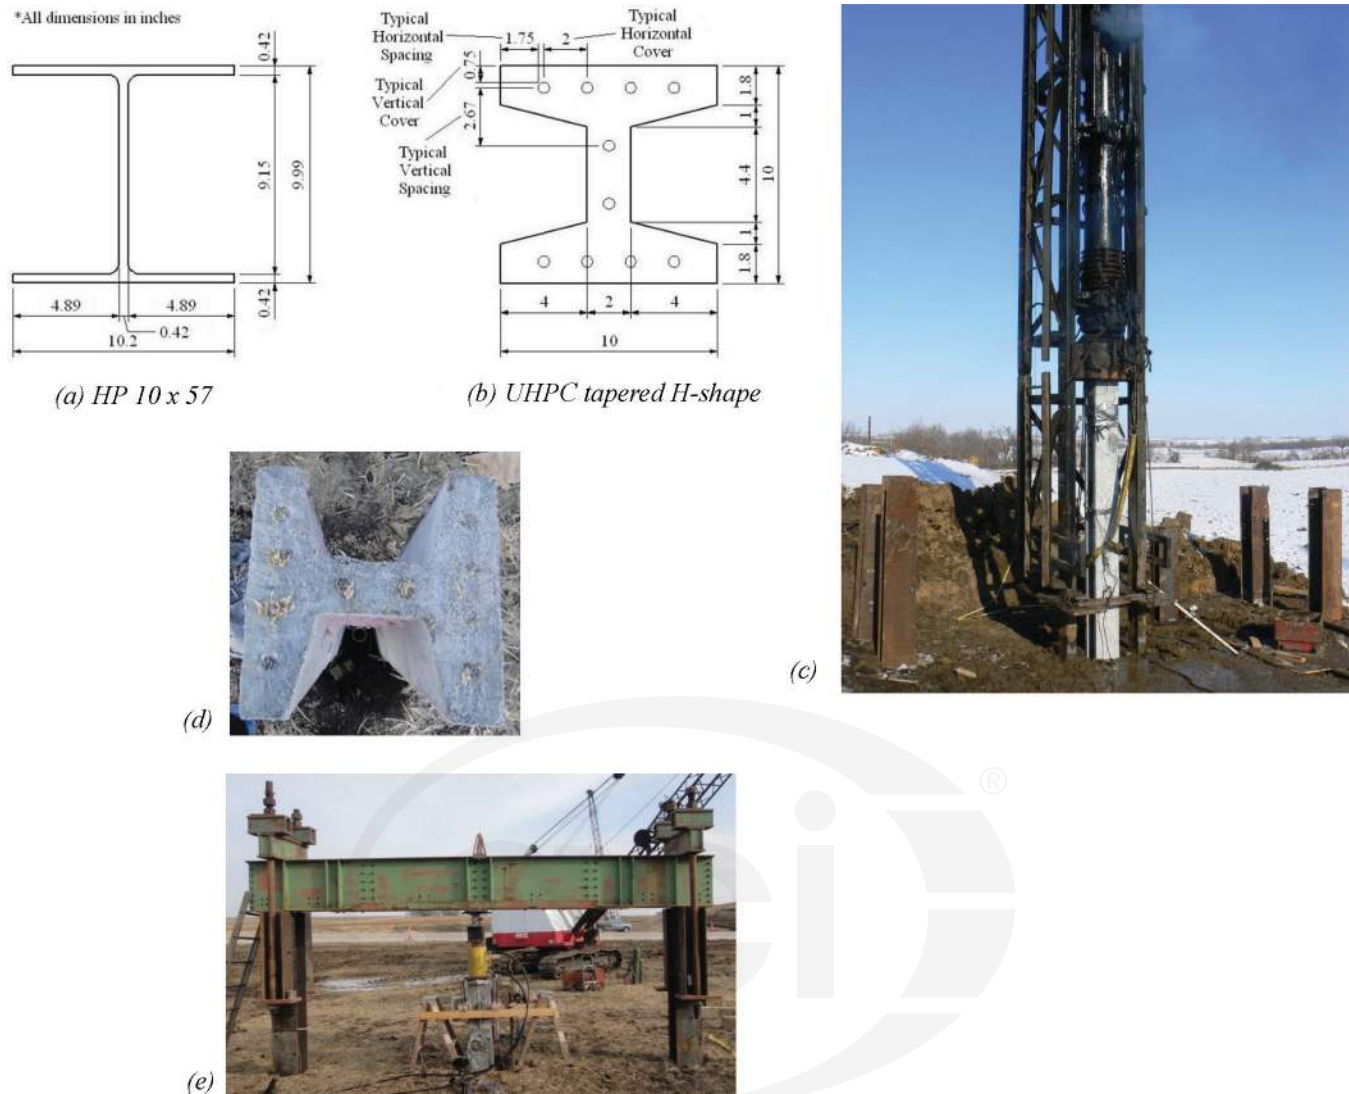 *All dimensions in inches
0.42
9.15
9.99
4.89
4.89
0.42
0.42
10.2
(a) HP 10 x 57
Typical
Horizontal
Spacing
1.75
2
Typical
Horizontal
Cover
0.75
Typical
Vertical
Cover
2.67
Typical
Vertical
Spacing
1.8
1
4.4
10
1
1.8
4
2
4
10
(b) UHPC tapered H-shape
(c)
(d)
(e)
ci
®